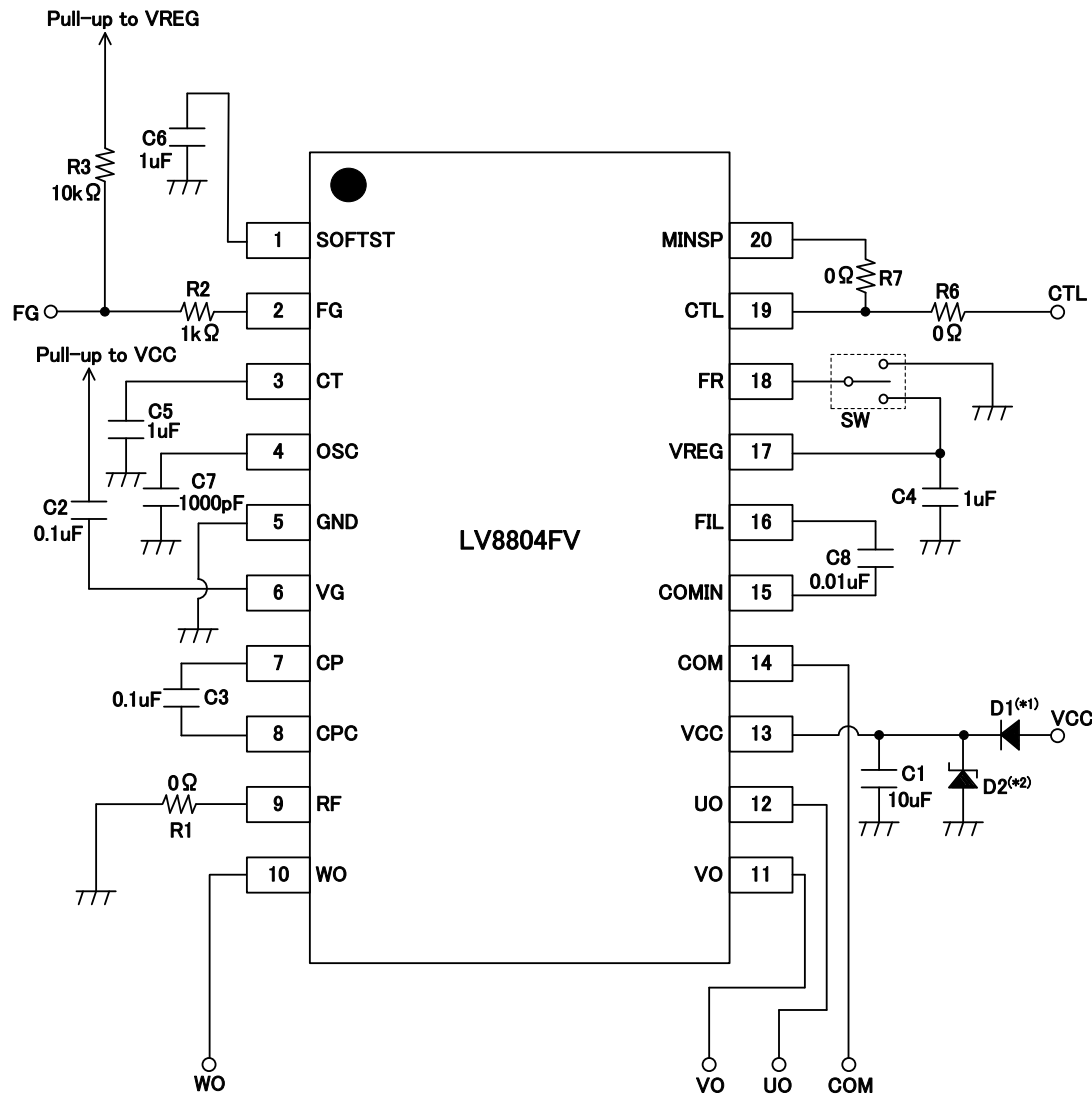 Pull-up to VREG
C6
1uF
R3
10kΩ
1
SOFTST
MINSP
20
0Ω
R7
R2
R6
CTL
FG
2
FG
CTL
19
1kΩ
0Ω
Pull-up to VCC
3
CT
FR
18
C5
1uF
SW
4
OSC
VREG
17
C7
1000pF
C4
1uF
C2
0.1uF
5
GND
FIL
16
LV8804FV
C8
0.01uF
6
VG
COMIN
15
7
CP
COM
14
0.1uF
C3
D1(*1)
VCC
8
CPC
VCC
13
C1
10uF
D2(*2)
0Ω
R1
9
RF
UO
12
10
WO
VO
11
WO
VO
UO
COM